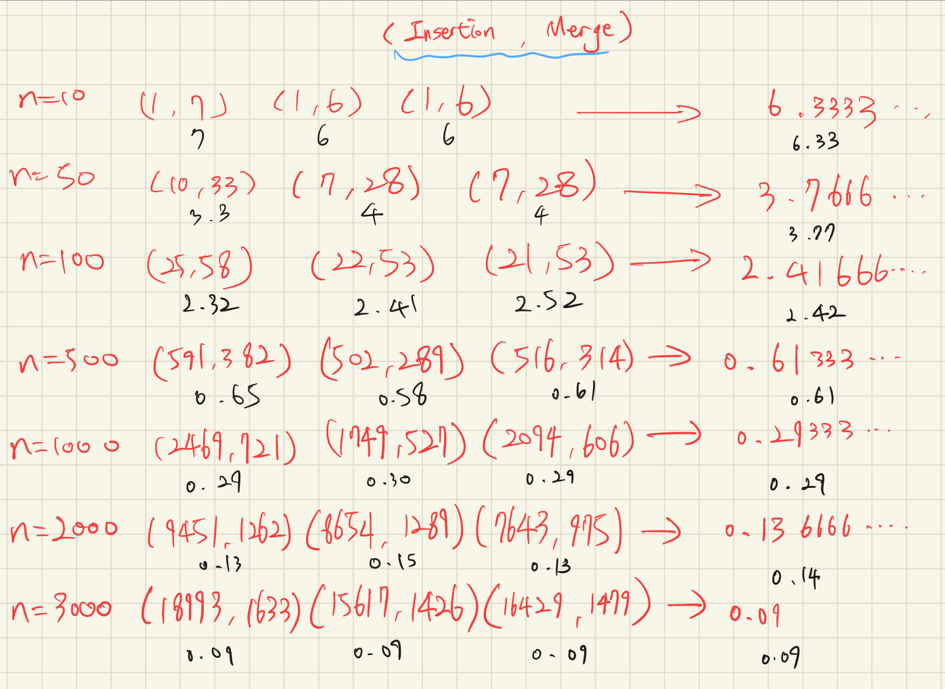 (Insertion, Merge)
n=10 (1,7) (1,6) (1,6) → 6.3333...
7 6 6 6.33
n=50 (10,33) (7,28) (7,28) → 3.7666...
3.3 4 4 3.77
n=100 (25,58) (22,53) (21,53) → 2.41666...
2.32 2.41 2.52 2.42
n=500 (591,382) (502,289) (516,314) → 0.61333...
0.65 0.58 0.61 0.61
n=1000 (2469,721) (1749,527) (2094,606) → 0.29333...
0.29 0.30 0.29 0.29
n=2000 (9451,1262) (8654,1289) (7643,975) → 0.136666...
0.13 0.15 0.13 0.14
n=3000 (18993,1633) (15617,1426) (16429,1479) → 0.09
0.09 0.09 0.09 0.09